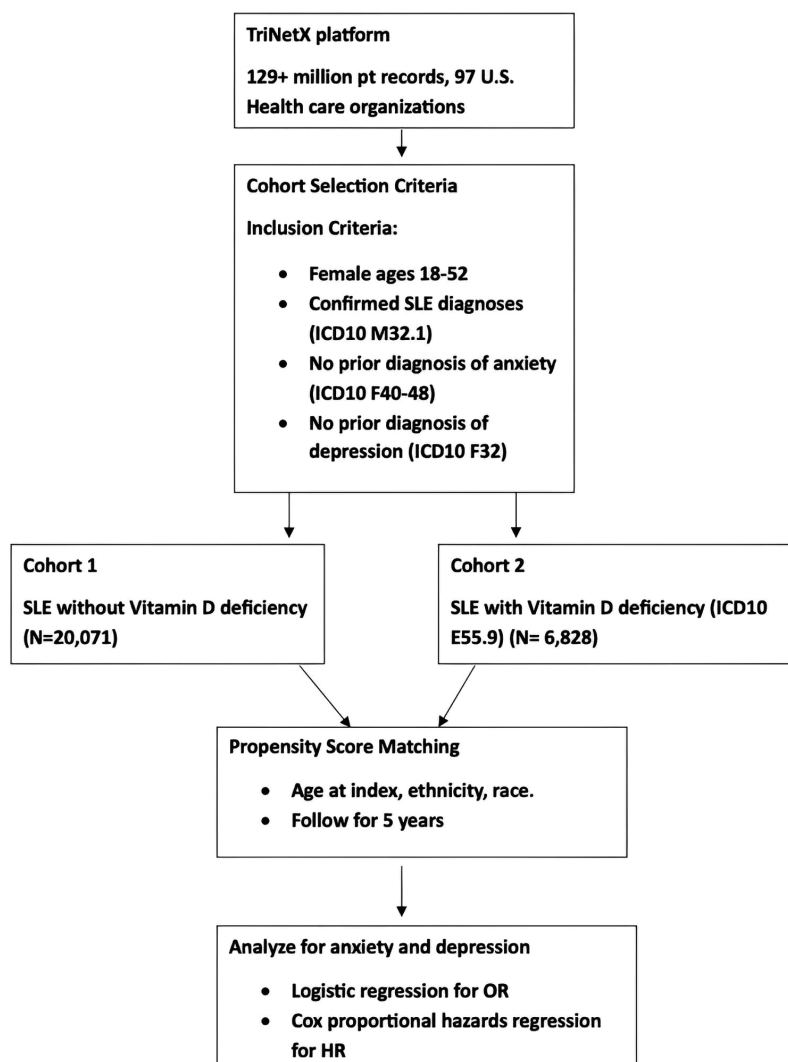 TriNetX platform
129+ million pt records, 97 U.S.
Health care organizations
Cohort Selection Criteria
Inclusion Criteria:
• Female ages 18-52
• Confirmed SLE diagnoses
(ICD10 M32.1)
• No prior diagnosis of anxiety
(ICD10 F40-48)
• No prior diagnosis of
depression (ICD10 F32)
Cohort 1
SLE without Vitamin D deficiency
(N=20,071)
Cohort 2
SLE with Vitamin D deficiency (ICD10
E55.9) (N= 6,828)
Propensity Score Matching
• Age at index, ethnicity, race.
• Follow for 5 years
Analyze for anxiety and depression
• Logistic regression for OR
• Cox proportional hazards regression
for HR